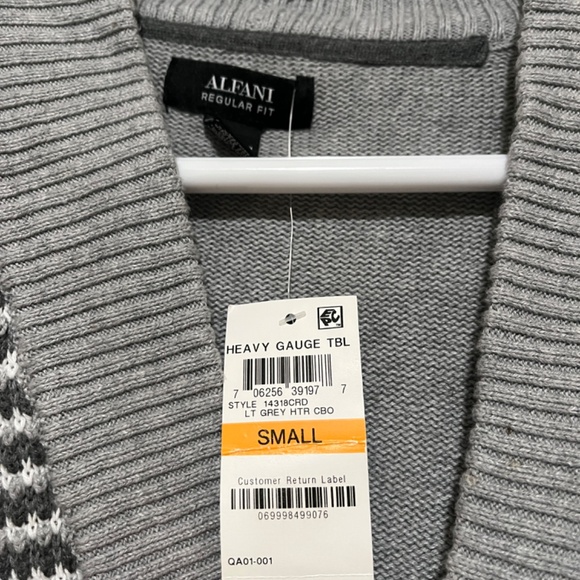 ALFANI
REGULAR FIT
HEAVY GAUGE TBL
7 06256 39197 7
STYLE 14318CRD
LT GREY HTR CBO
SMALL
Customer Return Label
069998499076
QA01-001